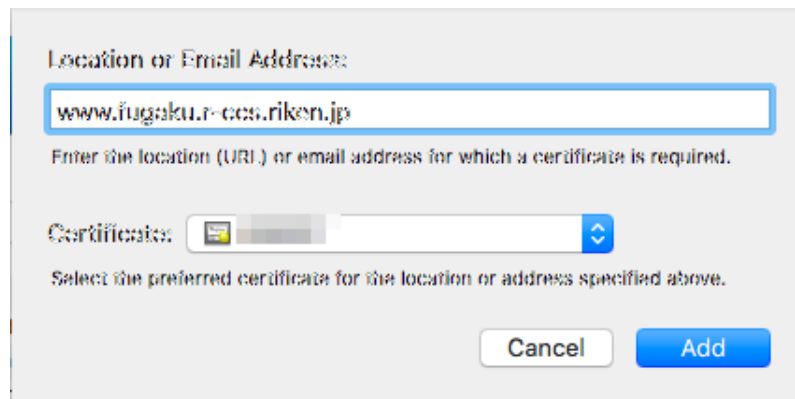 Location or Email Address:
www.fugaku.r-ccs.riken.jp
Enter the location (URL) or email address for which a certificate is required.
Certificate:
Select the preferred certificate for the location or address specified above.
Cancel
Add